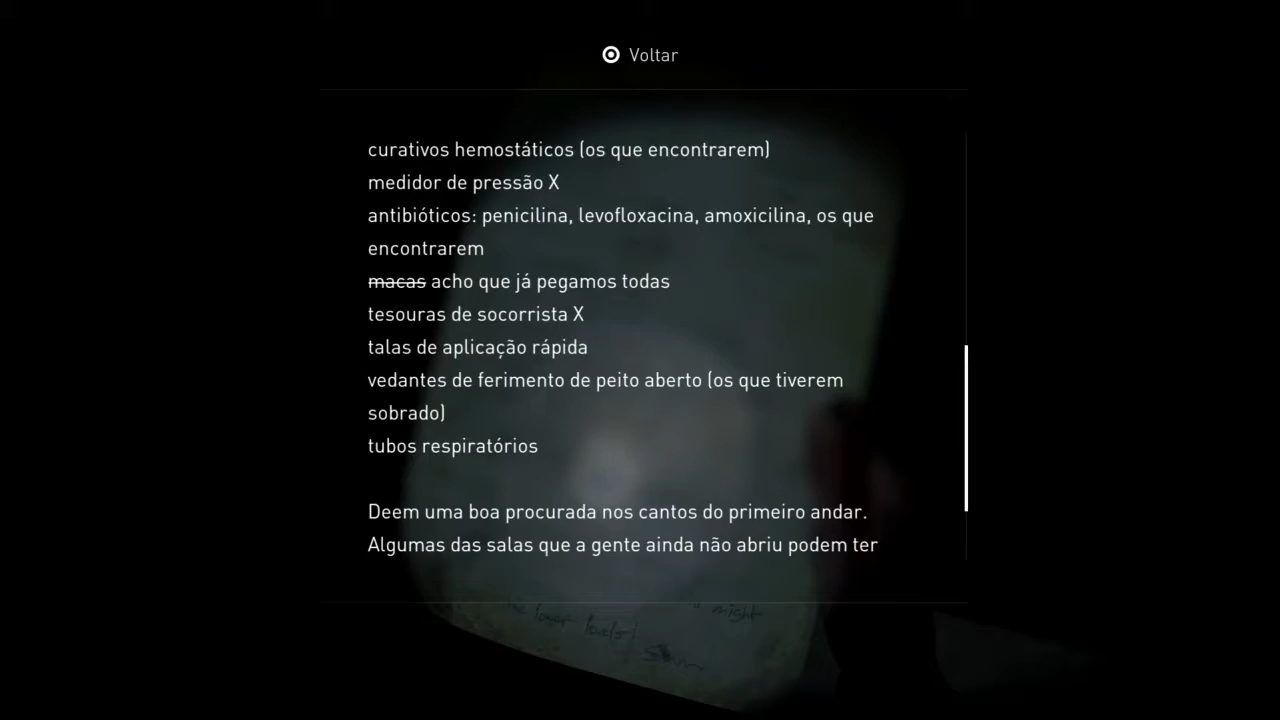 Voltar
curativos hemostáticos (os que encontrarem)
medidor de pressão X
antibióticos: penicilina, levofloxacina, amoxicilina, os que
encontrarem
macas acho que já pegamos todas
tesouras de socorrista X
talas de aplicação rápida
vedantes de ferimento de peito aberto (os que tiverem
sobrado)
tubos respiratórios
Deem uma boa procurada nos cantos do primeiro andar.
Algumas das salas que a gente ainda não abriu podem ter
might
lower